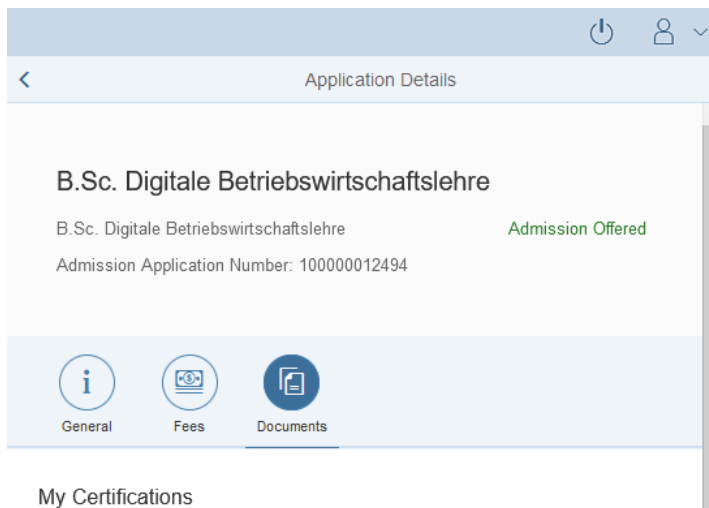 Application Details
B.Sc. Digitale Betriebswirtschaftslehre
B.Sc. Digitale Betriebswirtschaftslehre Admission Offered
Admission Application Number: 100000012494
General Fees Documents
My Certifications